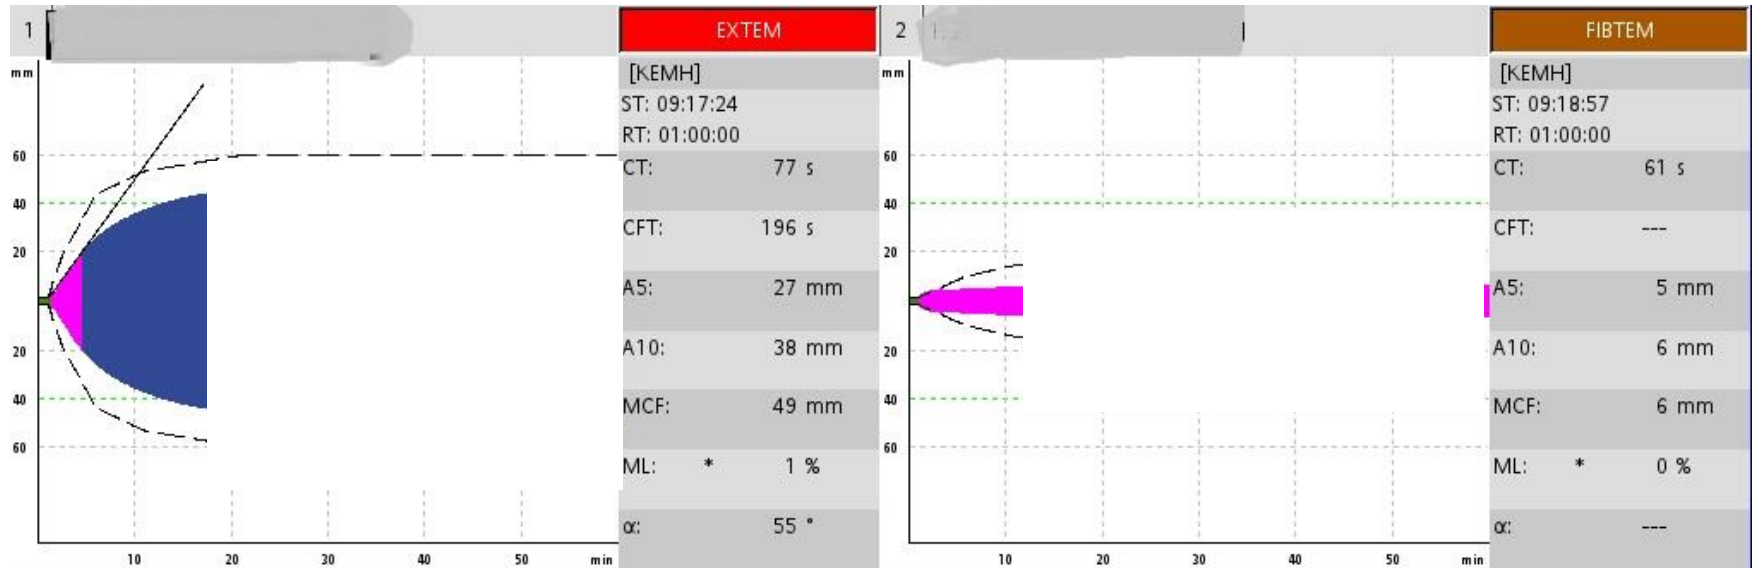 1
EXTEM
mm
[KEMH]
ST: 09:17:24
RT: 01:00:00
60
CT: 77 s
40
CFT: 196 s
20
A5: 27 mm
20
A10: 38 mm
40
MCF: 49 mm
60
ML: * 1 %
α: 55 °
10 20 30 40 50 min
2
FIBTEM
mm
[KEMH]
ST: 09:18:57
RT: 01:00:00
60
CT: 61 s
40
CFT: ---
20
A5: 5 mm
20
A10: 6 mm
40
MCF: 6 mm
60
ML: * 0 %
α: ---
10 20 30 40 50 min